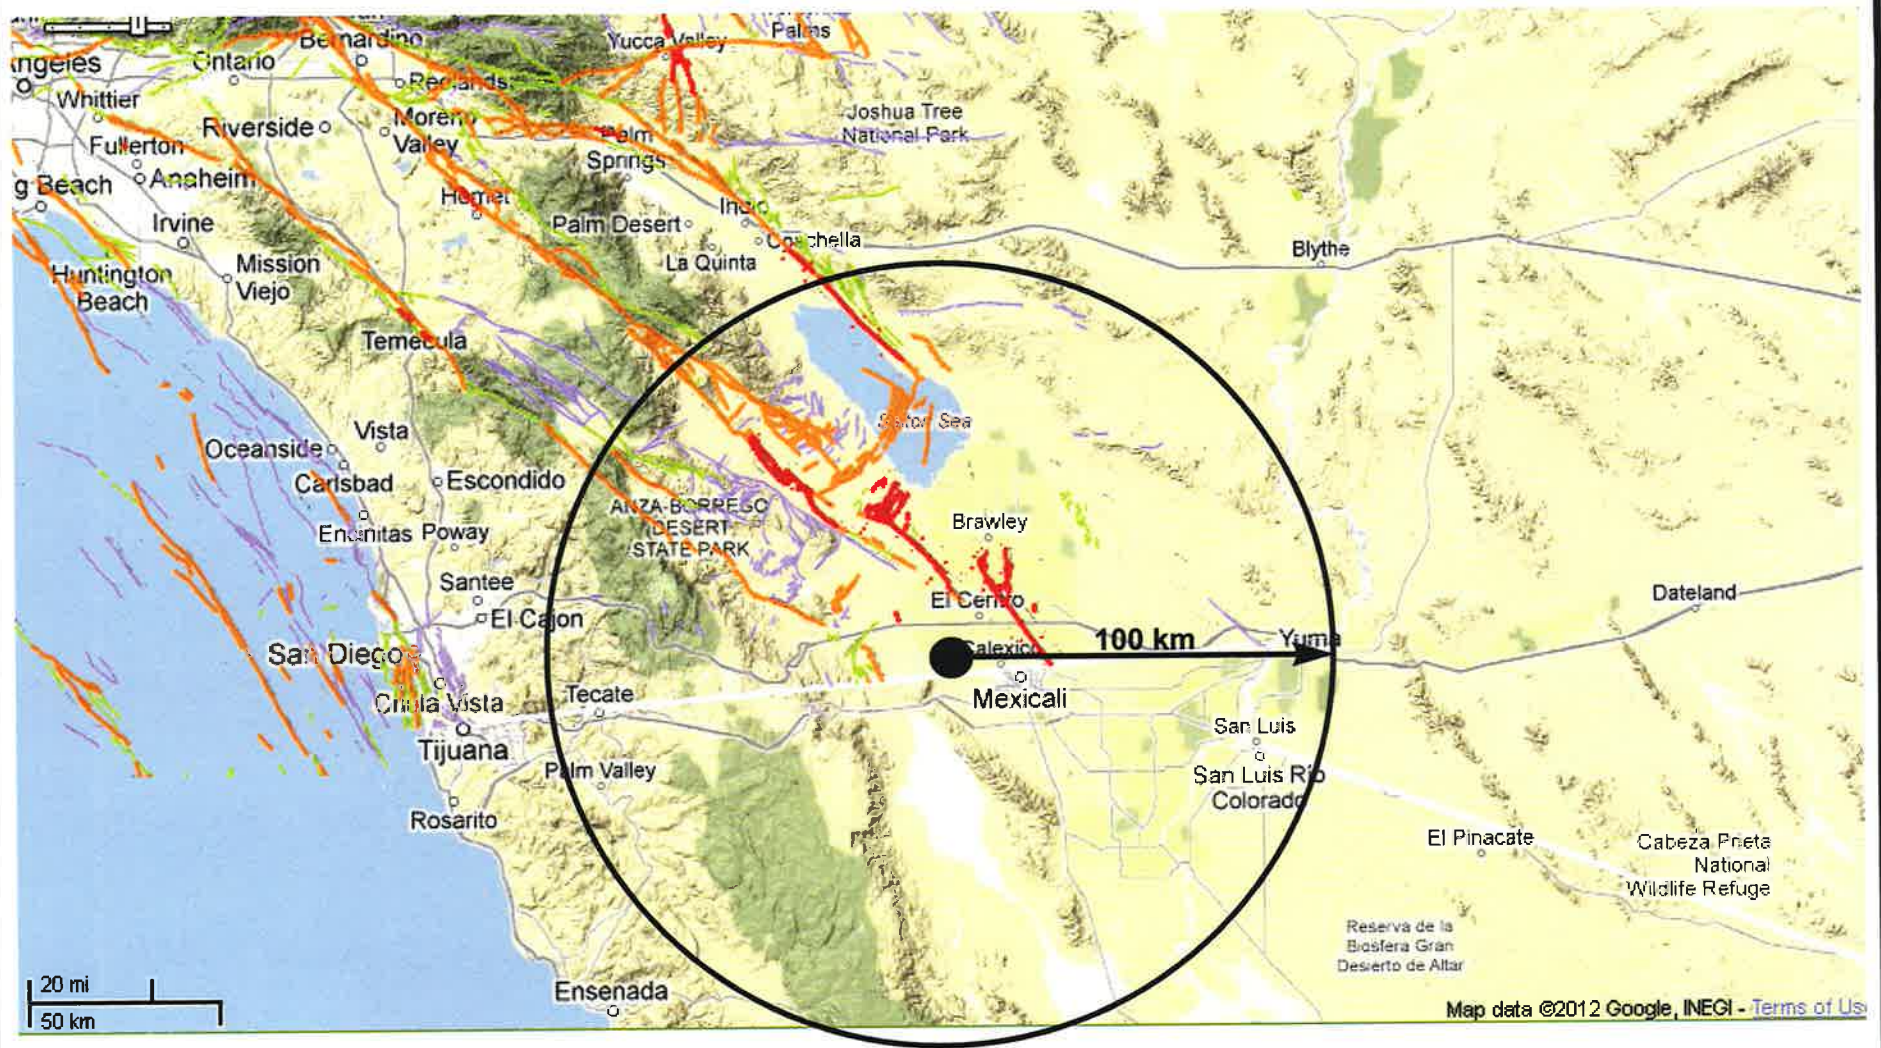 Bernardino
Yucca Valley
Palms
Angeles
Ontario
Redlands
Whittier
Joshua Tree
National Park
Riverside
Moreno
Valley
Palm
Springs
Fullerton
Anaheim
g Beach
Hemet
Indio
Irvine
Palm Desert
Coachella
La Quinta
Blythe
Mission
Viejo
Huntington
Beach
Temecula
Salton Sea
Vista
Oceanside
Carlsbad
Escondido
ANZA-BORREGO
DESERT
STATE PARK
Brawley
Encinitas
Poway
Santee
El Centro
Dateland
El Cajon
San Diego
Calexico
100 km
Yuma
Chula Vista
Tecate
Mexicali
San Luis
Tijuana
Palm Valley
San Luis Rio
Colorado
Rosarito
El Pinacate
Cabeza Prieta
National
Wildlife Refuge
Reserva de la
Biosfera Gran
Desierto de Altar
Ensenada
20 mi
50 km
Map data ©2012 Google, INEGI - Terms of Us